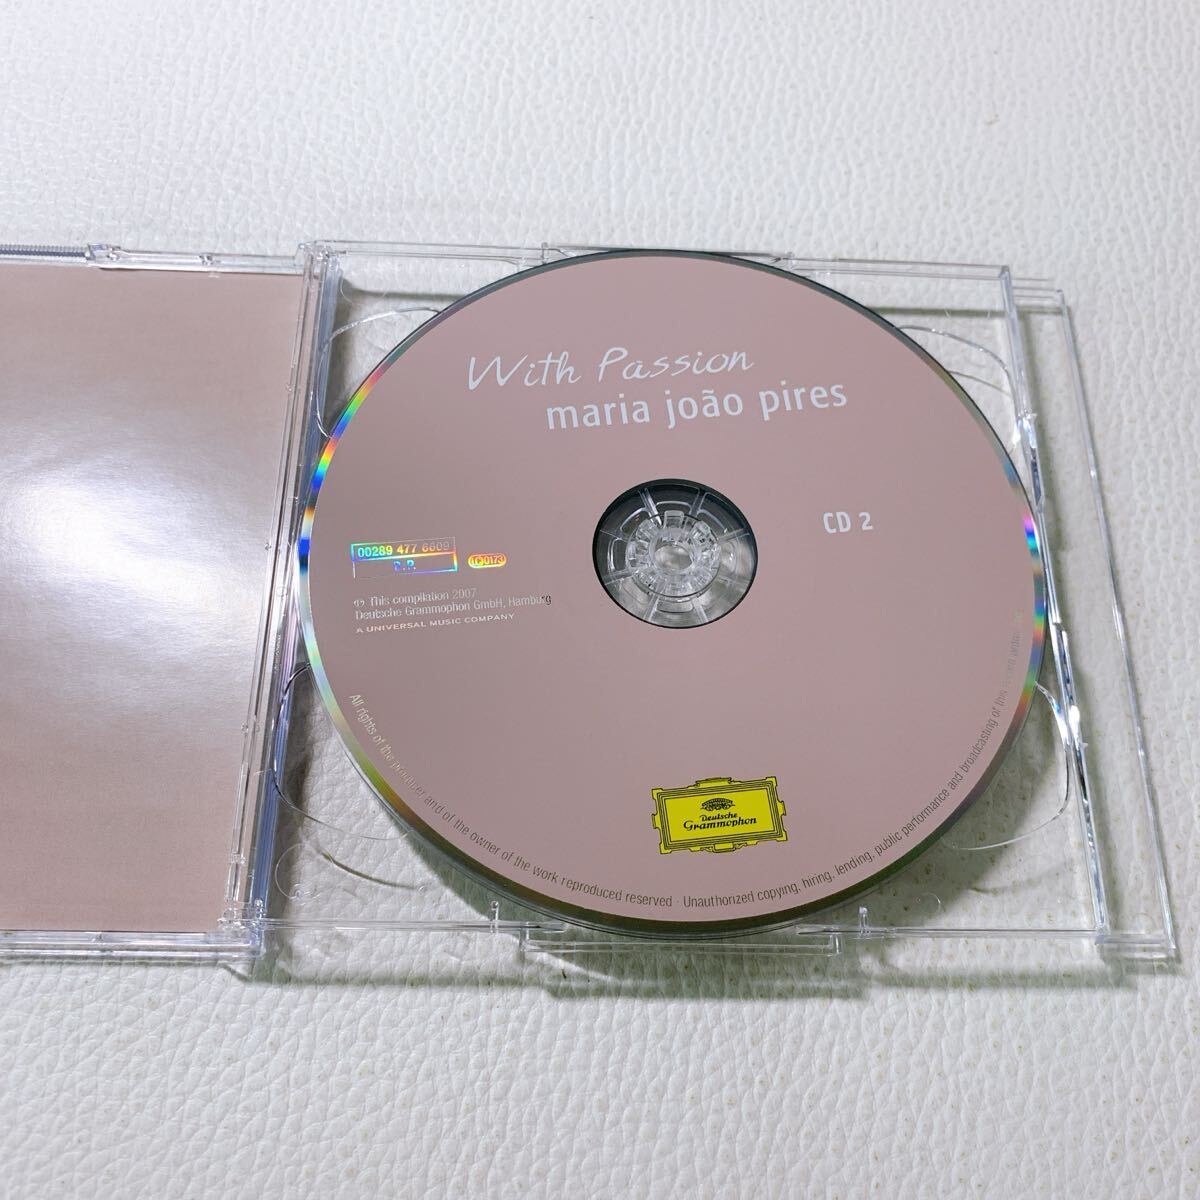 With Passion
maria joão pires
CD 2
00289 477 6609
C.P.
LC0173
℗ This compilation 2007
Deutsche Grammophon GmbH, Hamburg
A UNIVERSAL MUSIC COMPANY
Deutsche
Grammophon
All rights of the producer and of the owner of the work reproduced reserved · Unauthorized copying, hiring, lending, public performance and broadcasting of this